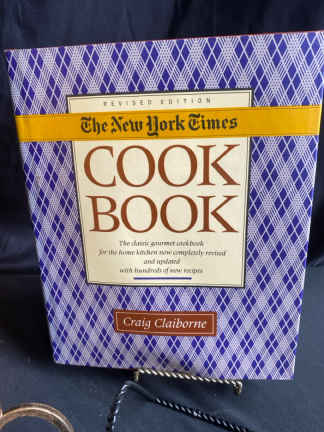 REVISED EDITION
The New York Times
COOK
BOOK
The classic gourmet cookbook
for the home kitchen now completely revised
and updated
with hundreds of new recipes
Craig Claiborne